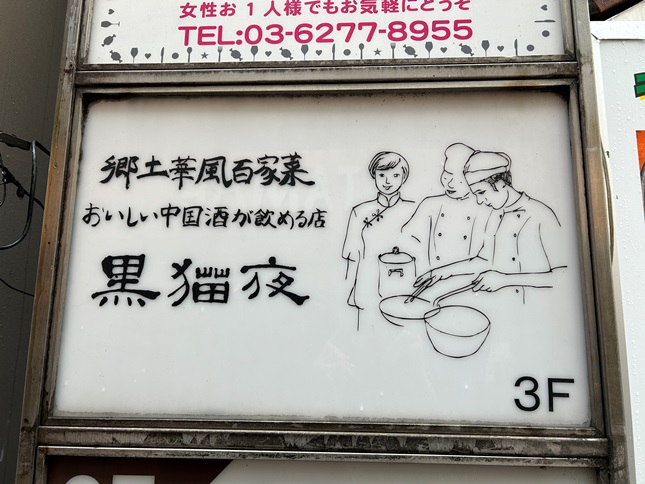 女性お1人様でもお気軽にどうぞ
TEL:03-6277-8955
郷土華風百家菜
おいしい中国酒が飲める店
黒猫夜
3F